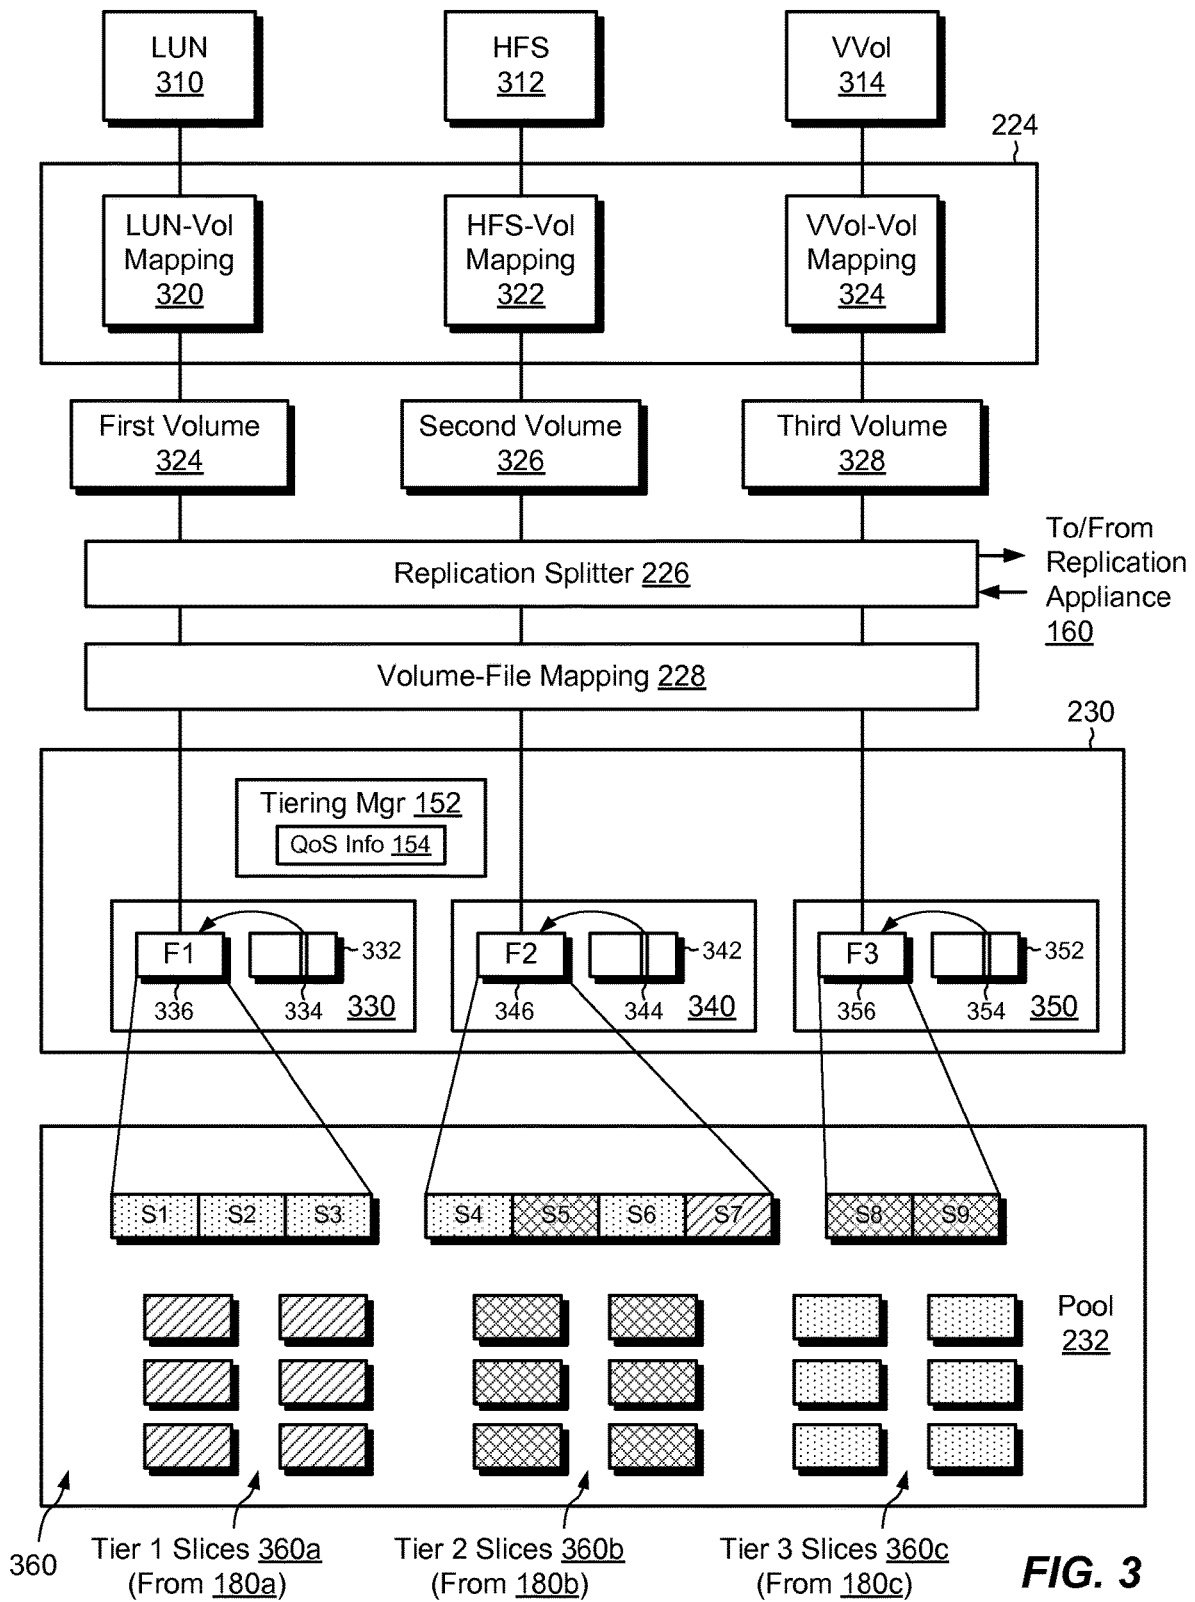 LUN
310
HFS
312
VVol
314
224
LUN-Vol
Mapping
320
HFS-Vol
Mapping
322
VVol-Vol
Mapping
324
First Volume
324
Second Volume
326
Third Volume
328
To/From
Replication
Appliance
160
Replication Splitter 226
Volume-File Mapping 228
230
Tiering Mgr 152
QoS Info 154
F1
332
336
334
330
F2
342
346
344
340
F3
352
356
354
350
S1 S2 S3
S4 S5 S6 S7
S8 S9
Pool
232
360
Tier 1 Slices 360a
(From 180a)
Tier 2 Slices 360b
(From 180b)
Tier 3 Slices 360c
(From 180c)
FIG. 3